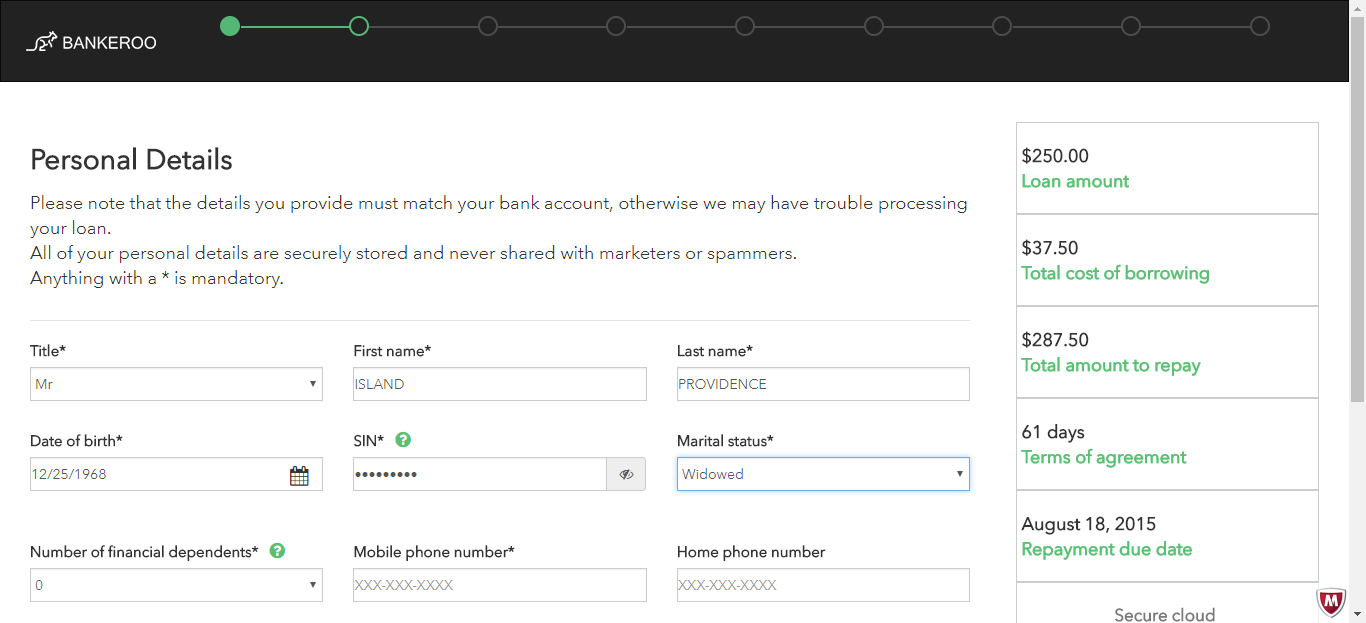 BANKEROO
Personal Details
Please note that the details you provide must match your bank account, otherwise we may have trouble processing
your loan.
All of your personal details are securely stored and never shared with marketers or spammers.
Anything with a * is mandatory.
Title*
First name*
Last name*
Mr
ISLAND
PROVIDENCE
Date of birth*
SIN* ?
Marital status*
12/25/1968
•••••••••
Widowed
Number of financial dependents* ?
Mobile phone number*
Home phone number
0
XXX-XXX-XXXX
XXX-XXX-XXXX
$250.00
Loan amount
$37.50
Total cost of borrowing
$287.50
Total amount to repay
61 days
Terms of agreement
August 18, 2015
Repayment due date
Secure cloud
M